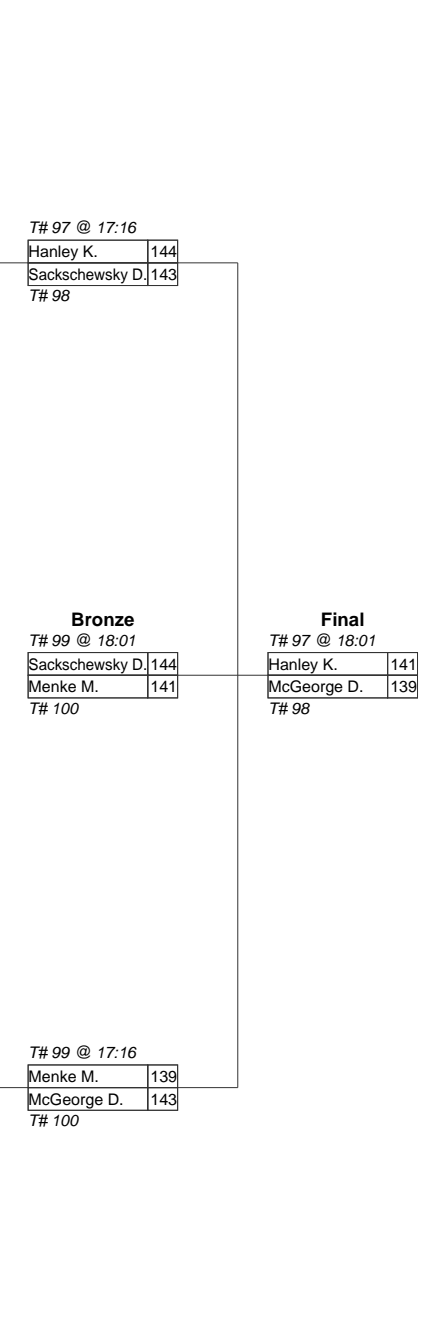 T# 97 @ 17:16
Hanley K. 144
Sackschewsky D. 143
T# 98
Bronze
T# 99 @ 18:01
Sackschewsky D. 144
Menke M. 141
T# 100
Final
T# 97 @ 18:01
Hanley K. 141
McGeorge D. 139
T# 98
T# 99 @ 17:16
Menke M. 139
McGeorge D. 143
T# 100